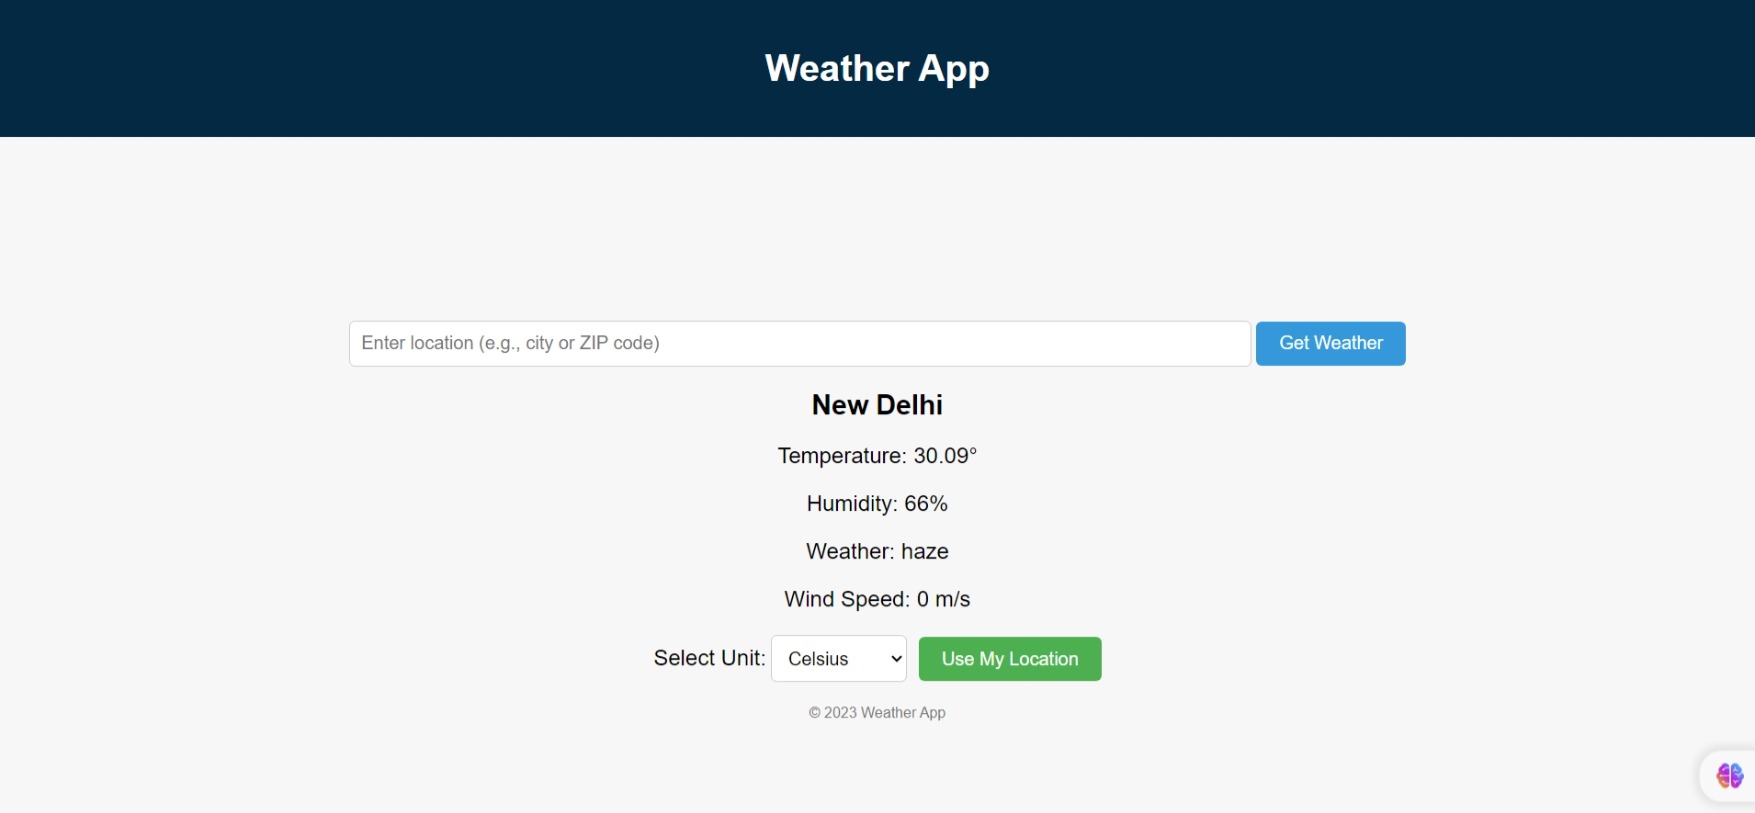 Weather App
Enter location (e.g., city or ZIP code) Get Weather
New Delhi
Temperature: 30.09°
Humidity: 66%
Weather: haze
Wind Speed: 0 m/s
Select Unit: Celsius Use My Location
© 2023 Weather App